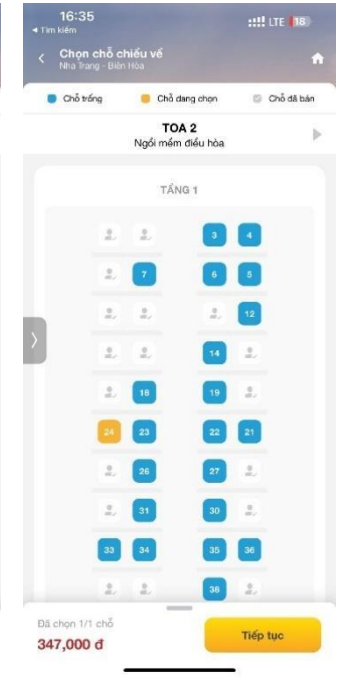 16:35
LTE 18
◂ Tìm kiếm
Chọn chỗ chiều về
Nha Trang - Biên Hòa
Chỗ trống Chỗ đang chọn Chỗ đã bán
TOA 2
Ngồi mềm điều hòa
TẦNG 1
3 4
7 6 5
12
14
18 19
24 23 22 21
26 27
31 30
33 34 35 36
38
Đã chọn 1/1 chỗ
347,000 đ
Tiếp tục